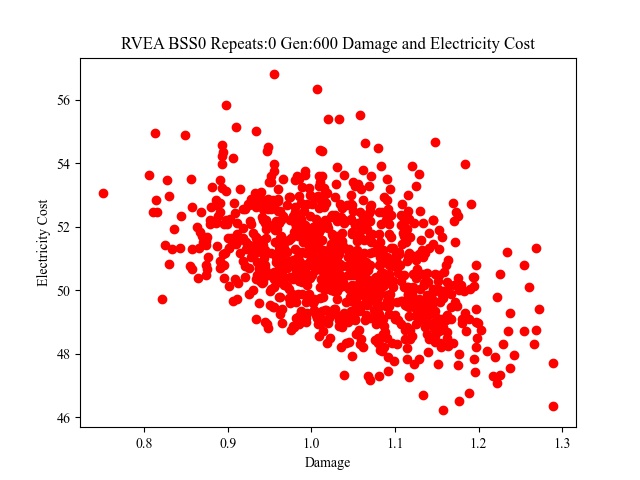 RVEA BSS0 Repeats:0 Gen:600 Damage and Electricity Cost
56
54
52
50
48
46
Electricity Cost
0.8 0.9 1.0 1.1 1.2 1.3
Damage